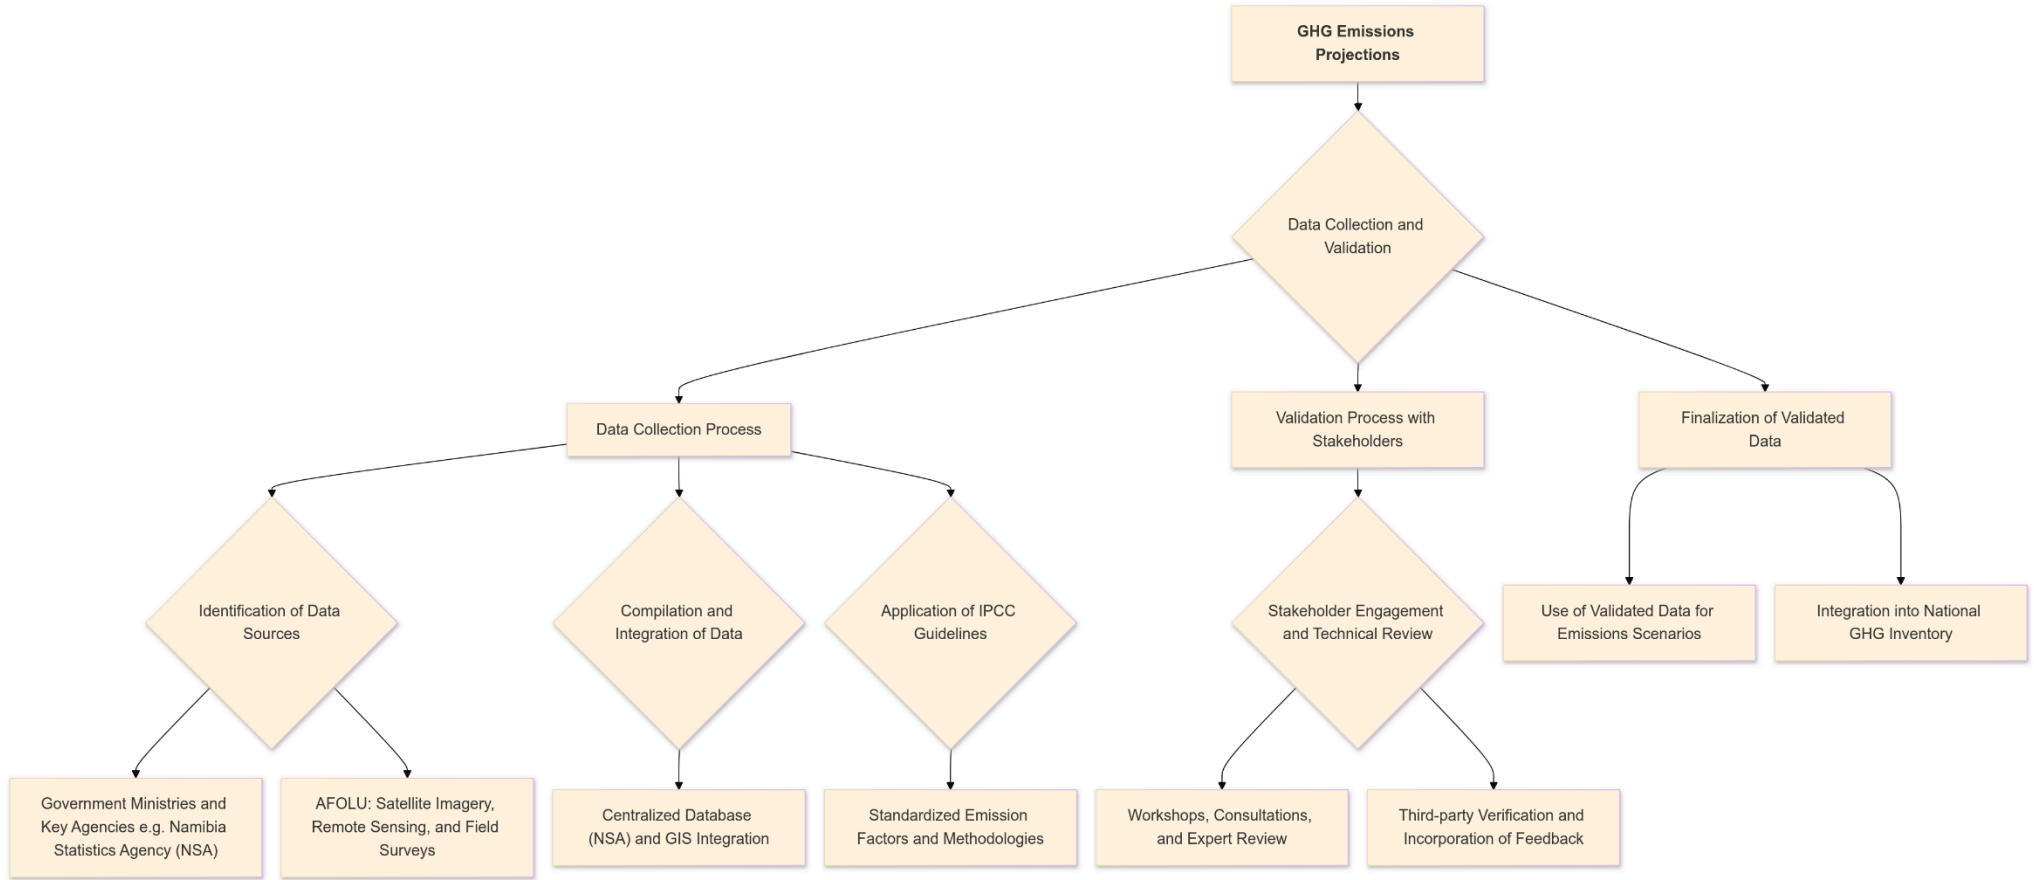 GHG Emissions
Projections
Data Collection and
Validation
Data Collection Process
Validation Process with
Stakeholders
Finalization of Validated
Data
Identification of Data
Sources
Compilation and
Integration of Data
Application of IPCC
Guidelines
Stakeholder Engagement
and Technical Review
Use of Validated Data for
Emissions Scenarios
Integration into National
GHG Inventory
Government Ministries and
Key Agencies e.g. Namibia
Statistics Agency (NSA)
AFOLU: Satellite Imagery,
Remote Sensing, and Field
Surveys
Centralized Database
(NSA) and GIS Integration
Standardized Emission
Factors and Methodologies
Workshops, Consultations,
and Expert Review
Third-party Verification and
Incorporation of Feedback